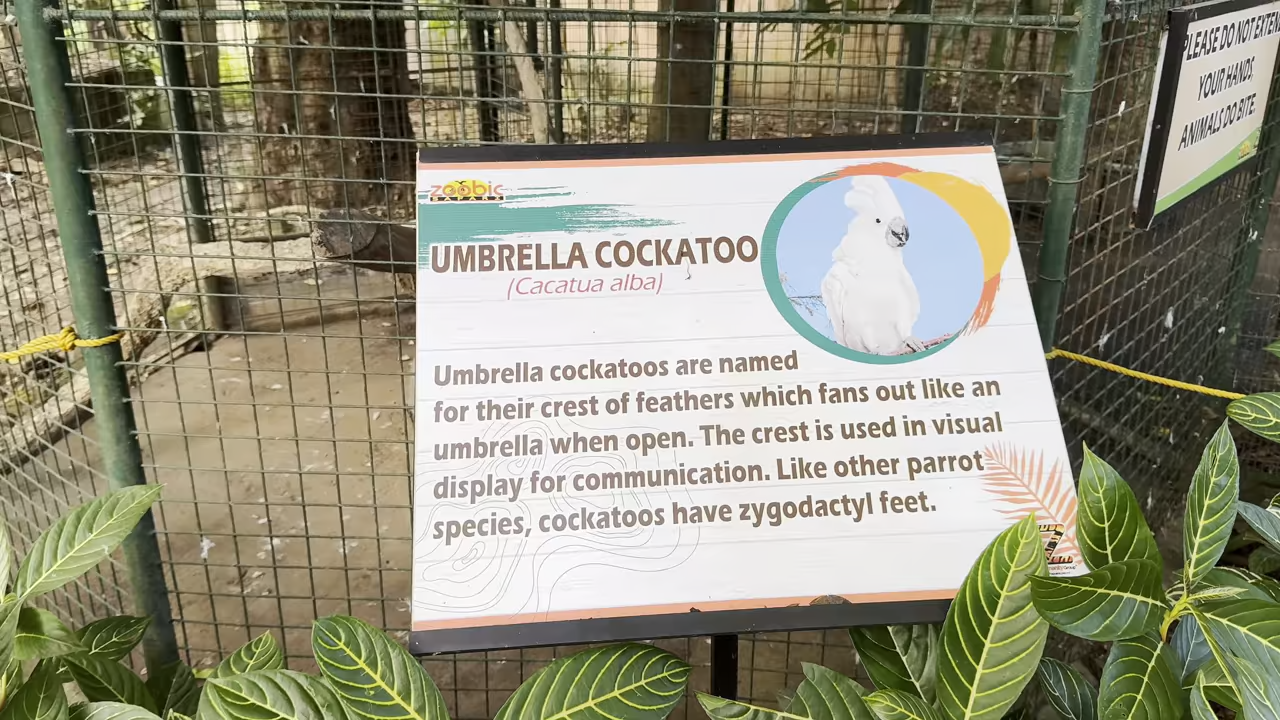 zoobic
SAFARI
UMBRELLA COCKATOO
(Cacatua alba)
Umbrella cockatoos are named
for their crest of feathers which fans out like an
umbrella when open. The crest is used in visual
display for communication. Like other parrot
species, cockatoos have zygodactyl feet.
PLEASE DO NOT EXTEND
YOUR HANDS,
ANIMALS DO BITE